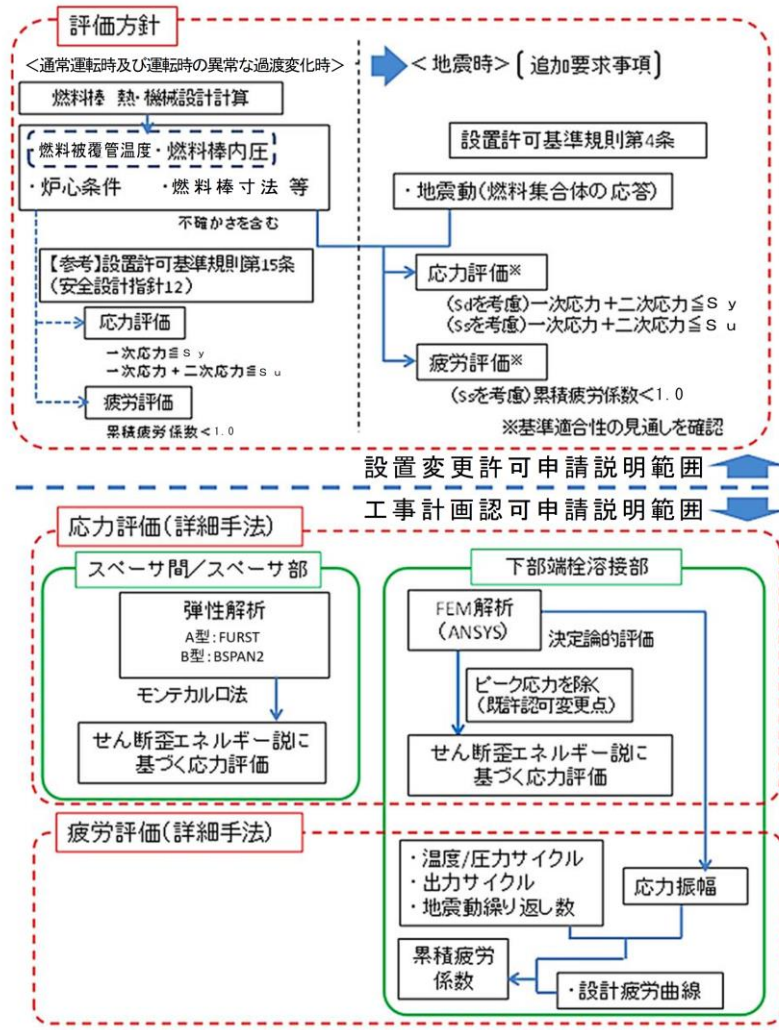 評価方針
<通常運転時及び運転時の異常な過渡変化時>
燃料棒 熱・機械設計計算
燃料被覆管温度・燃料棒内圧
・炉心条件 ・燃料棒寸法 等
不確かさを含む
【参考】設置許可基準規則第15条
(安全設計指針12)
応力評価
一次応力≦Sy
一次応力+二次応力≦Su
疲労評価
累積疲労係数<1.0
<地震時>〔追加要求事項〕
設置許可基準規則第4条
・地震動(燃料集合体の応答)
応力評価※
(Sdを考慮)一次応力+二次応力≦Sy
(Ssを考慮)一次応力+二次応力≦Su
疲労評価※
(Ssを考慮)累積疲労係数<1.0
※基準適合性の見通しを確認
設置変更許可申請説明範囲
工事計画認可申請説明範囲
応力評価(詳細手法)
スペーサ間/スペーサ部
弾性解析
A型:FURST
B型:BSPAN2
モンテカルロ法
せん断歪エネルギー説に
基づく応力評価
下部端栓溶接部
FEM解析
(ANSYS)
決定論的評価
ピーク応力を除く
(既許認可変更点)
せん断歪エネルギー説に
基づく応力評価
疲労評価(詳細手法)
・温度/圧力サイクル
・出力サイクル
・地震動繰り返し数
応力振幅
累積疲労
係数
・設計疲労曲線